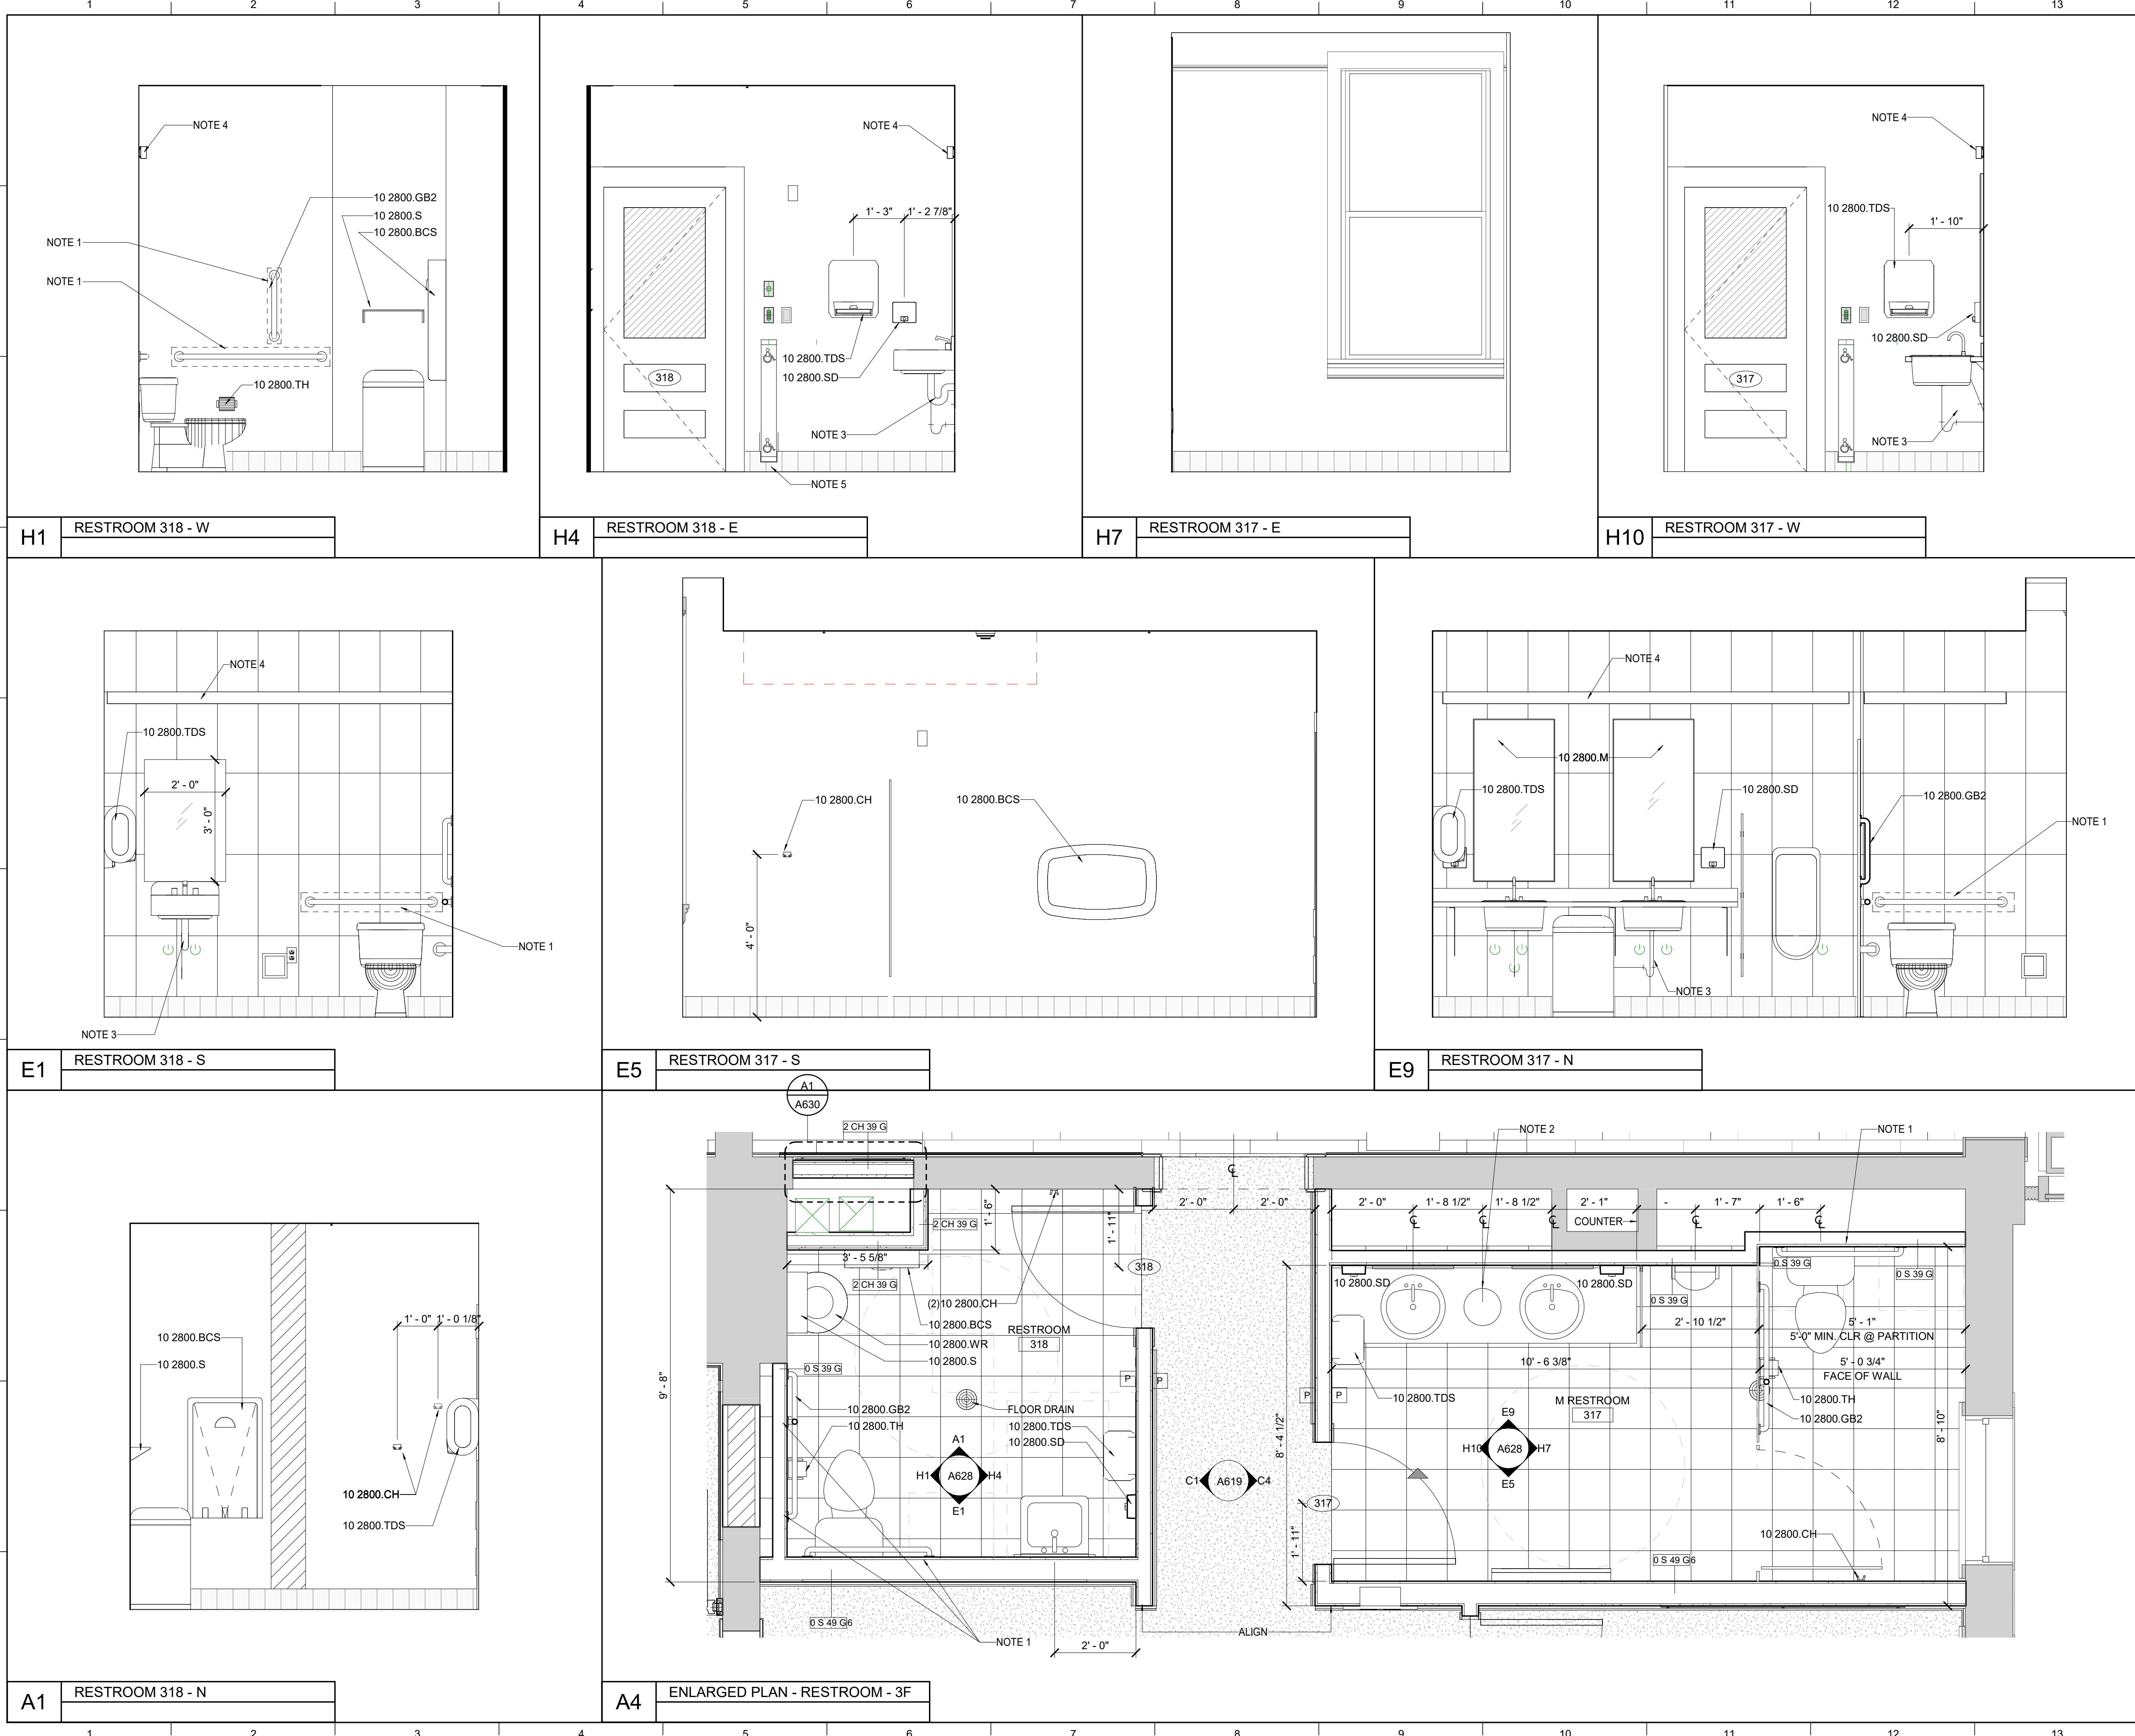 1 2 3 4 5 6 7 8 9 10 11 12 13
NOTE 4
10 2800.GB2
10 2800.S
10 2800.BCS
NOTE 1
NOTE 1
10 2800.TH
H1
RESTROOM 318 - W
NOTE 4
1' - 3"
1' - 2 7/8"
10 2800.TDS
10 2800.SD
318
NOTE 3
NOTE 5
H4
RESTROOM 318 - E
H7
RESTROOM 317 - E
NOTE 4
10 2800.TDS
1' - 10"
10 2800.SD
317
NOTE 3
H10
RESTROOM 317 - W
NOTE 4
10 2800.TDS
2' - 0"
3' - 0"
NOTE 1
NOTE 3
E1
RESTROOM 318 - S
10 2800.CH
10 2800.BCS
4' - 0"
E5
RESTROOM 317 - S
NOTE 4
10 2800.M
10 2800.TDS
10 2800.SD
10 2800.GB2
NOTE 1
NOTE 3
E9
RESTROOM 317 - N
10 2800.BCS
10 2800.S
1' - 0"
1' - 0 1/8"
10 2800.CH
10 2800.TDS
A1
RESTROOM 318 - N
A1
A630
2 CH 39 G
NOTE 2
NOTE 1
2' - 0"
2' - 0"
2' - 0"
1' - 8 1/2"
1' - 8 1/2"
2' - 1"
-
1' - 7"
1' - 6"
COUNTER
2 CH 39 G
1' - 6"
1' - 11"
3' - 5 5/8"
318
2 CH 39 G
0 S 39 G
0 S 39 G
10 2800.SD
10 2800.SD
0 S 39 G
(2)10 2800.CH
10 2800.BCS
RESTROOM
318
10 2800.WR
10 2800.S
2' - 10 1/2"
5' - 1"
5'-0" MIN. CLR @ PARTITION
0 S 39 G
10' - 6 3/8"
5' - 0 3/4"
FACE OF WALL
9' - 8"
P
P
P
P
10 2800.TDS
10 2800.TH
10 2800.GB2
M RESTROOM
317
10 2800.GB2
FLOOR DRAIN
10 2800.TH
10 2800.TDS
10 2800.SD
8' - 4 1/2"
8' - 10"
A1
H1
A628
H4
E1
E9
H10
A628
H7
E5
C1
A619
C4
317
1' - 11"
10 2800.CH
0 S 49 G6
0 S 49 G6
ALIGN
NOTE 1
2' - 0"
A4
ENLARGED PLAN - RESTROOM - 3F
1 2 3 4 5 6 7 8 9 10 11 12 13